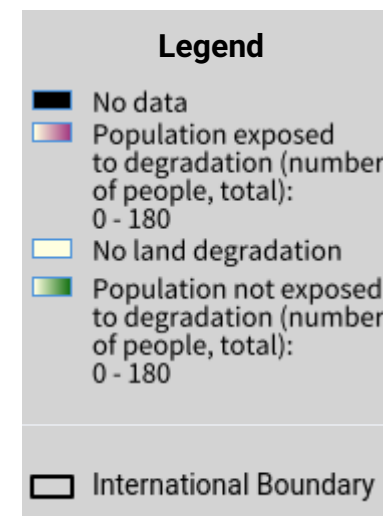 Legend
No data
Population exposed
to degradation (number
of people, total):
0 - 180
No land degradation
Population not exposed
to degradation (number
of people, total):
0 - 180
International Boundary